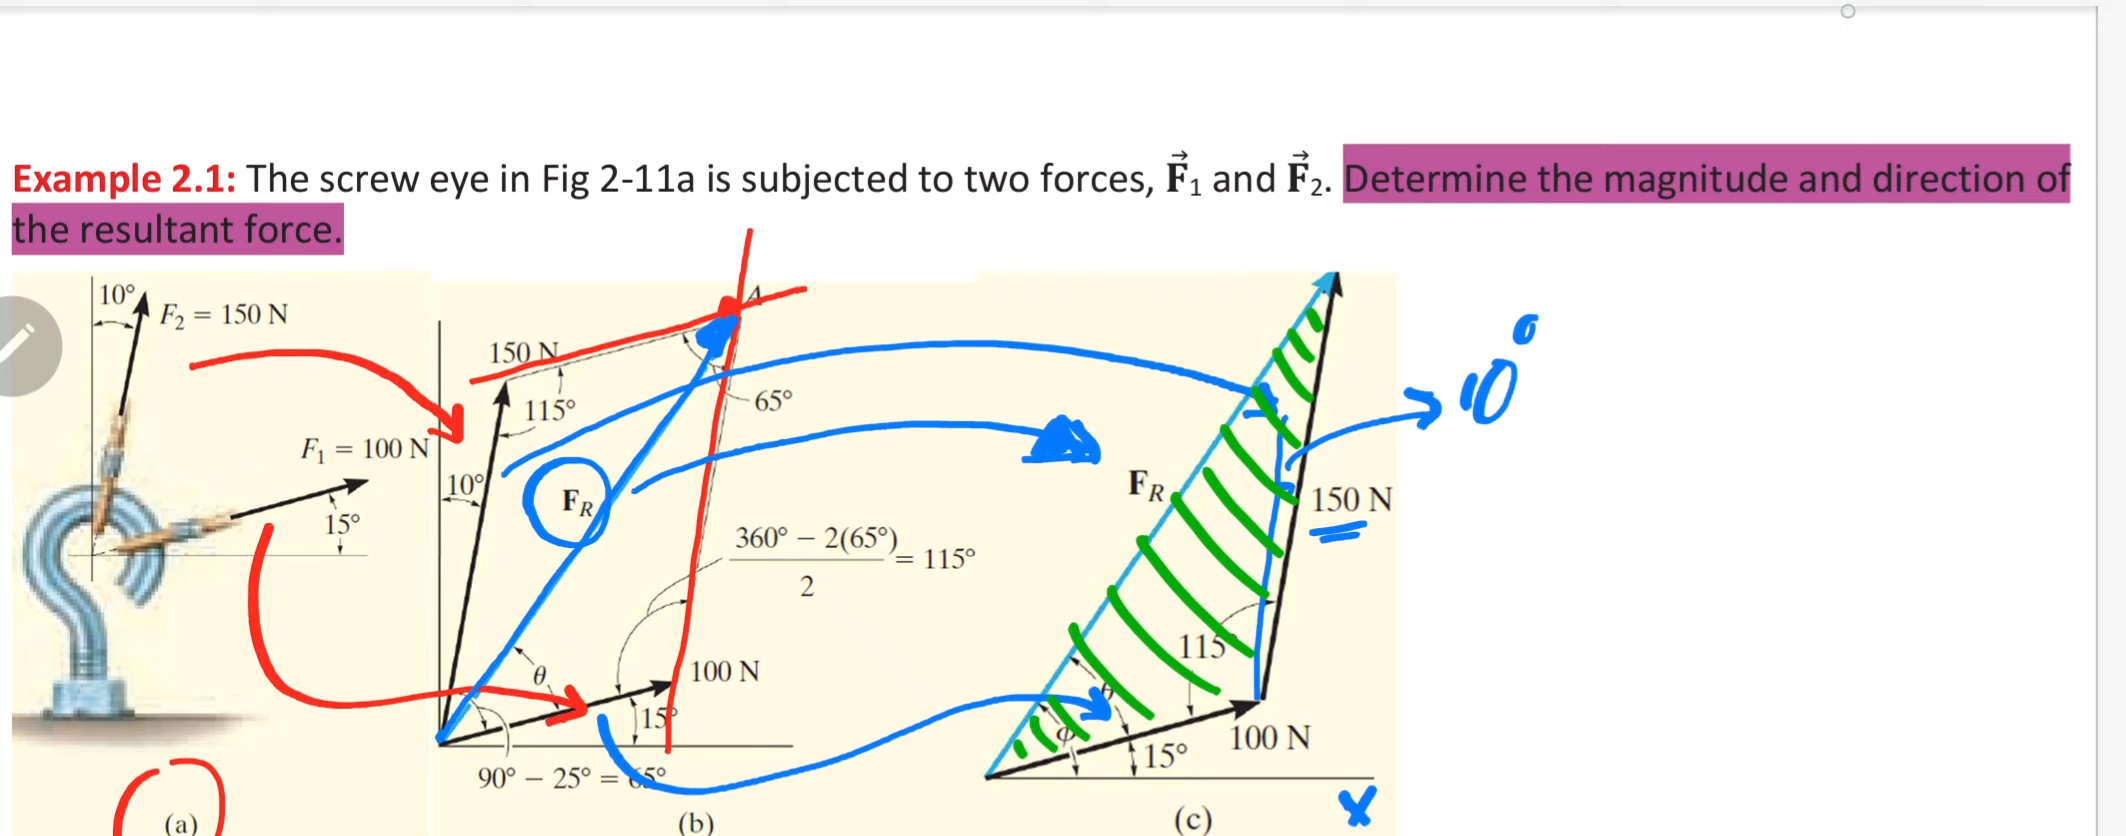 Example 2.1: The screw eye in Fig 2-11a is subjected to two forces, F⃗₁ and F⃗₂. Determine the magnitude and direction of
the resultant force.
10°
F₂ = 150 N
F₁ = 100 N
15°
(a)
150 N
A
115°
65°
10°
F_R
360° – 2(65°)
2
= 115°
θ
100 N
15°
90° – 25° = 65°
(b)
10°
F_R
150 N
115
θ
ϕ
15°
100 N
x
(c)